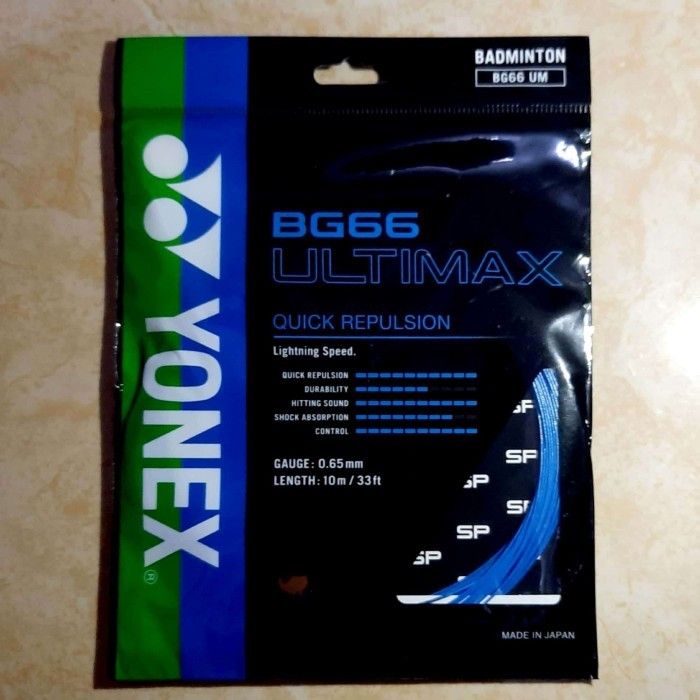 BADMINTON
BG66 UM
YONEX®
BG66
ULTIMAX
QUICK REPULSION
Lightning Speed.
QUICK REPULSION
DURABILITY
HITTING SOUND
SHOCK ABSORPTION
CONTROL
GAUGE: 0.65mm
LENGTH: 10m / 33ft
SP
SP
SP
SP
SP
SP
MADE IN JAPAN